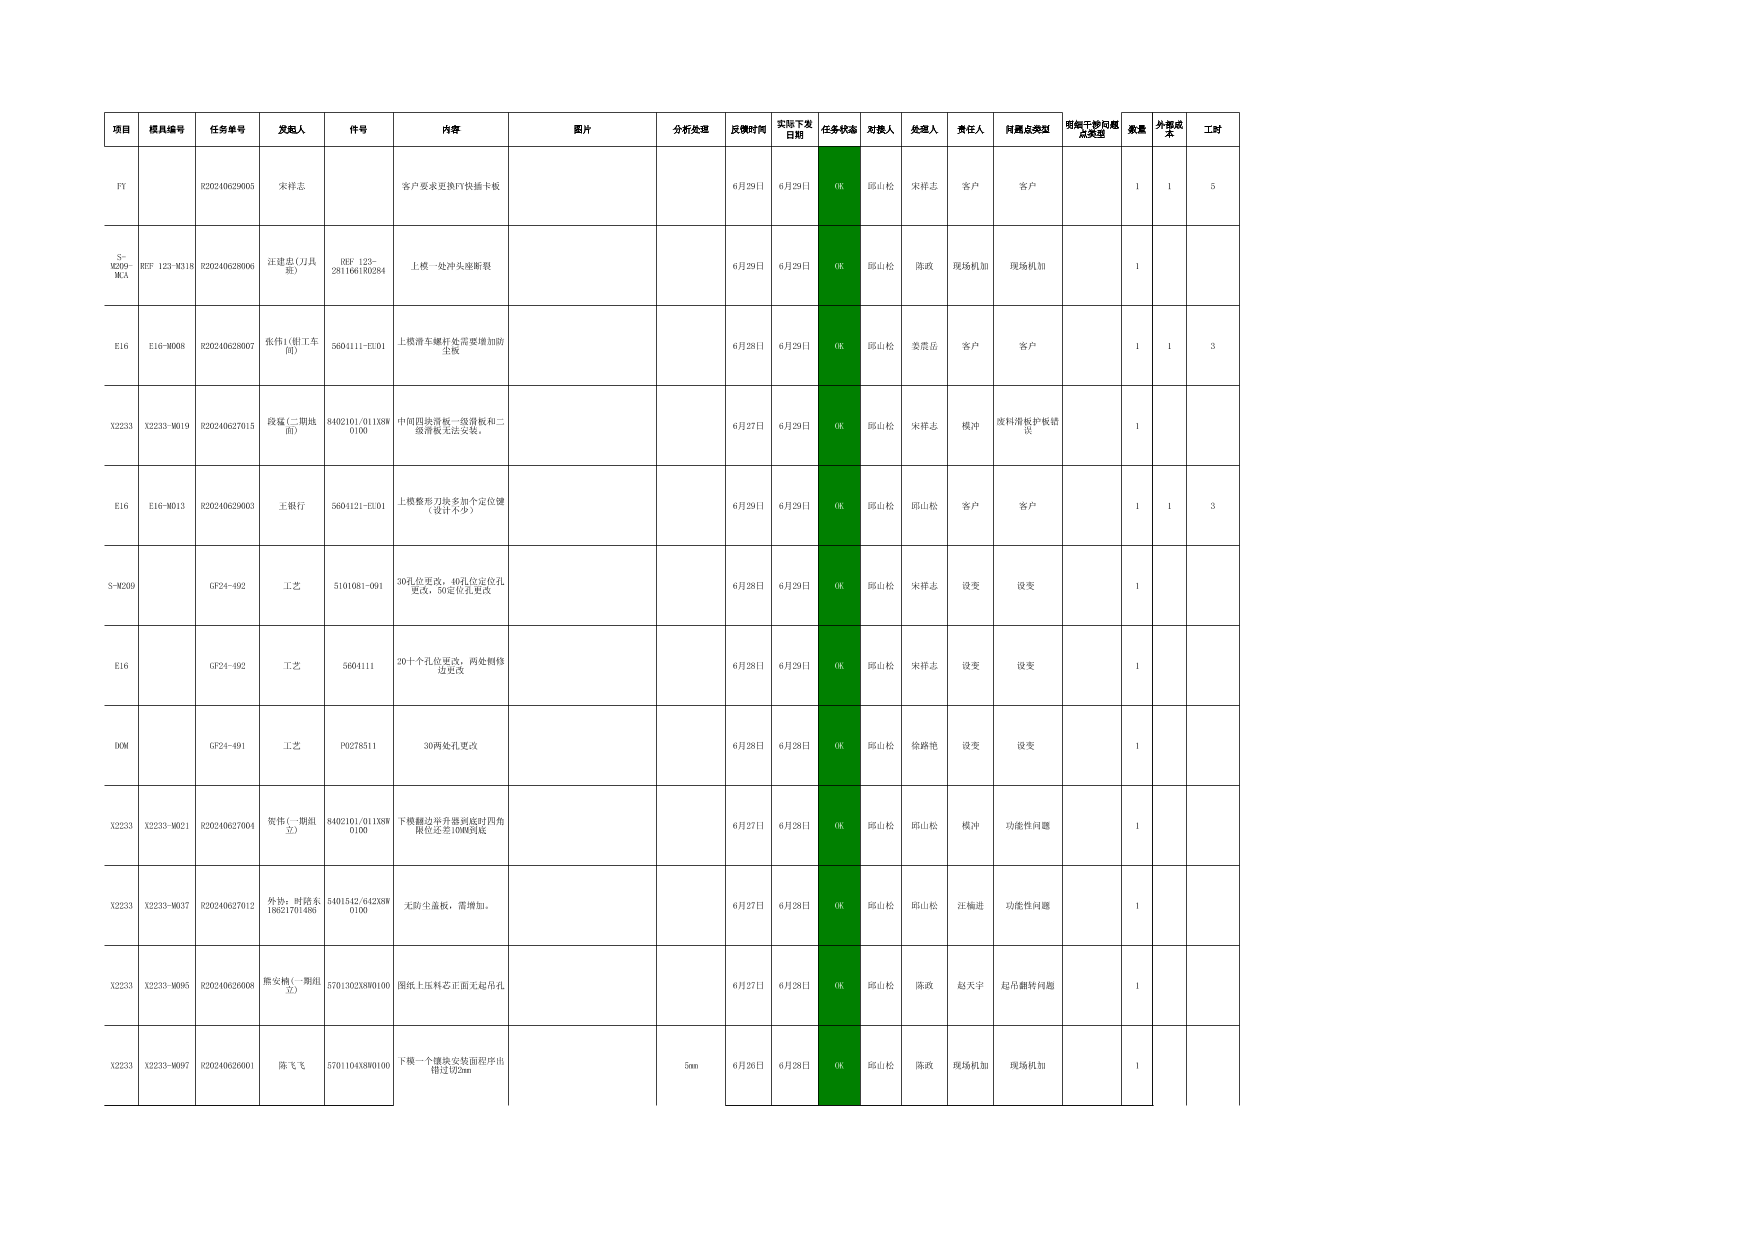 项目 模具编号 任务单号 发起人 件号 内容 图片 分析处理 反馈时间 实际下发日期 任务状态 对接人 处理人 责任人 问题点类型 明细干涉问题点类型 数量 外部成本 工时
FY R20240629005 宋祥志 客户要求更换FY快插卡板 6月29日 6月29日 OK 邱山松 宋祥志 客户 客户 1 1 5
S-M209-MCA REF 123-M318 R20240628006 汪建忠(刀具班) REF 123-2811661R0284 上模一处冲头座断裂 6月29日 6月29日 OK 邱山松 陈政 现场机加 现场机加 1
E16 E16-M008 R20240628007 张伟1(钳工车间) 5604111-EU01 上模滑车螺杆处需要增加防尘板 6月28日 6月29日 OK 邱山松 姜震岳 客户 客户 1 1 3
X2233 X2233-M019 R20240627015 段猛(二期地面) 8402101/011X8W0100 中间四块滑板一级滑板和二级滑板无法安装。 6月27日 6月29日 OK 邱山松 宋祥志 模冲 废料滑板护板错误 1
E16 E16-M013 R20240629003 王银行 5604121-EU01 上模整形刀块多加个定位键（设计不少） 6月29日 6月29日 OK 邱山松 邱山松 客户 客户 1 1 3
S-M209 GF24-492 工艺 5101081-091 30孔位更改，40孔位定位孔更改，50定位孔更改 6月28日 6月29日 OK 邱山松 宋祥志 设变 设变 1
E16 GF24-492 工艺 5604111 20十个孔位更改，两处侧修边更改 6月28日 6月29日 OK 邱山松 宋祥志 设变 设变 1
DOM GF24-491 工艺 P0278511 30两处孔更改 6月28日 6月28日 OK 邱山松 徐路艳 设变 设变 1
X2233 X2233-M021 R20240627004 贺伟(一期组立) 8402101/011X8W0100 下模翻边举升器到底时四角限位还差10MM到底 6月27日 6月28日 OK 邱山松 邱山松 模冲 功能性问题 1
X2233 X2233-M037 R20240627012 外协：时陪东18621701486 5401542/642X8W0100 无防尘盖板，需增加。 6月27日 6月28日 OK 邱山松 邱山松 汪楠进 功能性问题 1
X2233 X2233-M095 R20240626008 熊安楠(一期组立) 5701302X8W0100 图纸上压料芯正面无起吊孔 6月27日 6月28日 OK 邱山松 陈政 赵天宇 起吊翻转问题 1
X2233 X2233-M097 R20240626001 陈飞飞 5701104X8W0100 下模一个镶块安装面程序出错过切2mm 5mm 6月26日 6月28日 OK 邱山松 陈政 现场机加 现场机加 1